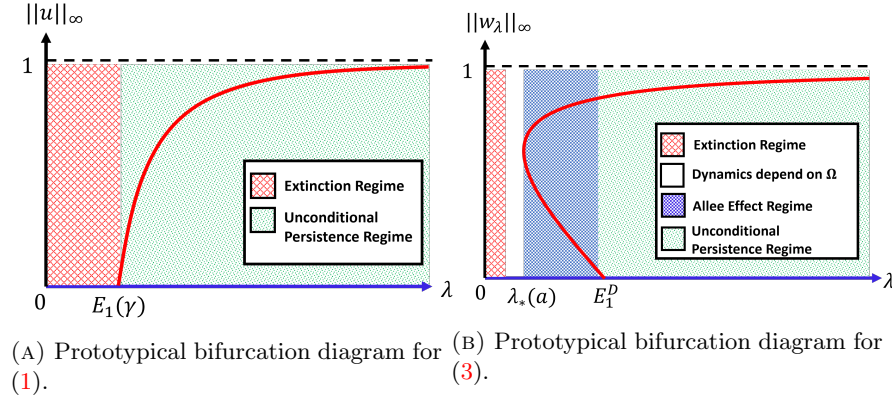 ||u||∞
1
0
E₁(γ)
λ
Extinction Regime
Unconditional
Persistence Regime
(A) Prototypical bifurcation diagram for
(1).
||w_λ||∞
1
0
λ∗(a)
E₁ᴰ
λ
Extinction Regime
Dynamics depend on Ω
Allee Effect Regime
Unconditional
Persistence Regime
(B) Prototypical bifurcation diagram for
(3).